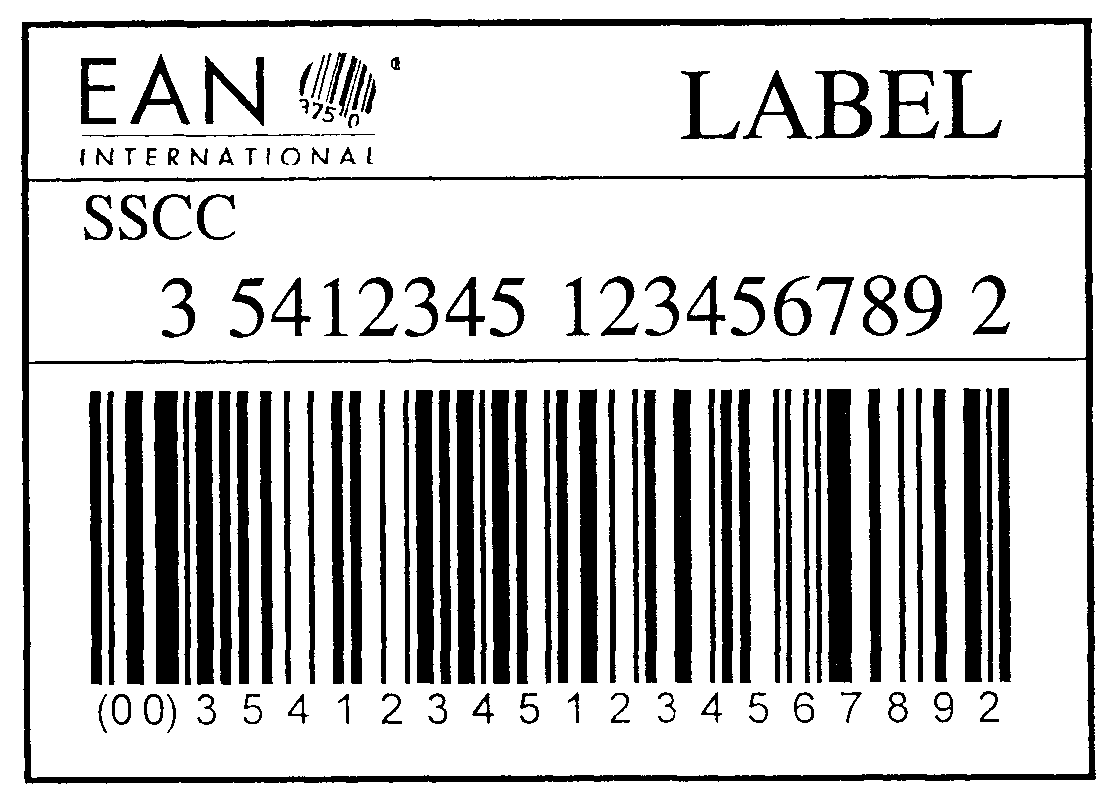 EAN
INTERNATIONAL
LABEL
SSCC
3 5412345 123456789 2
(00) 3 5 4 1 2 3 4 5 1 2 3 4 5 6 7 8 9 2